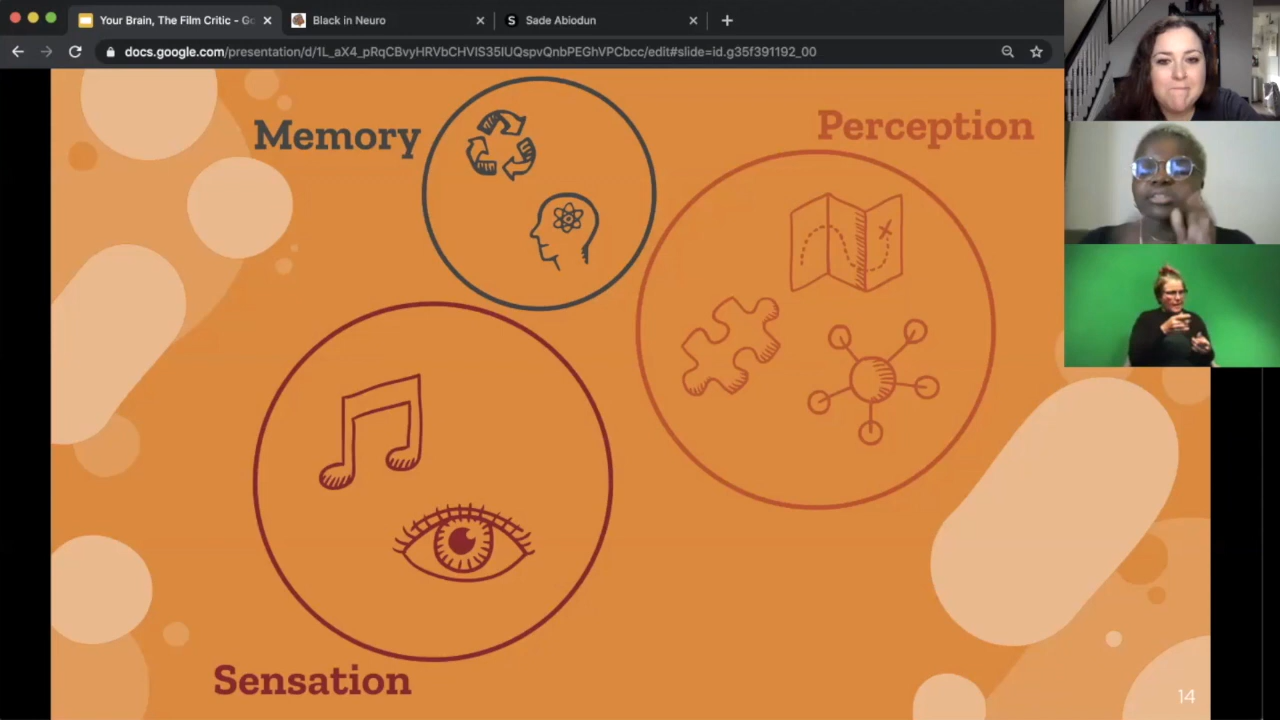 Your Brain, The Film Critic - Go
Black in Neuro
Sade Abiodun
docs.google.com/presentation/d/1L_aX4_pRqCBvyHRVbCHVIS35IUQspvQnbPEGhVPCbcc/edit#slide=id.g35f391192_00
Memory
Perception
Sensation
14